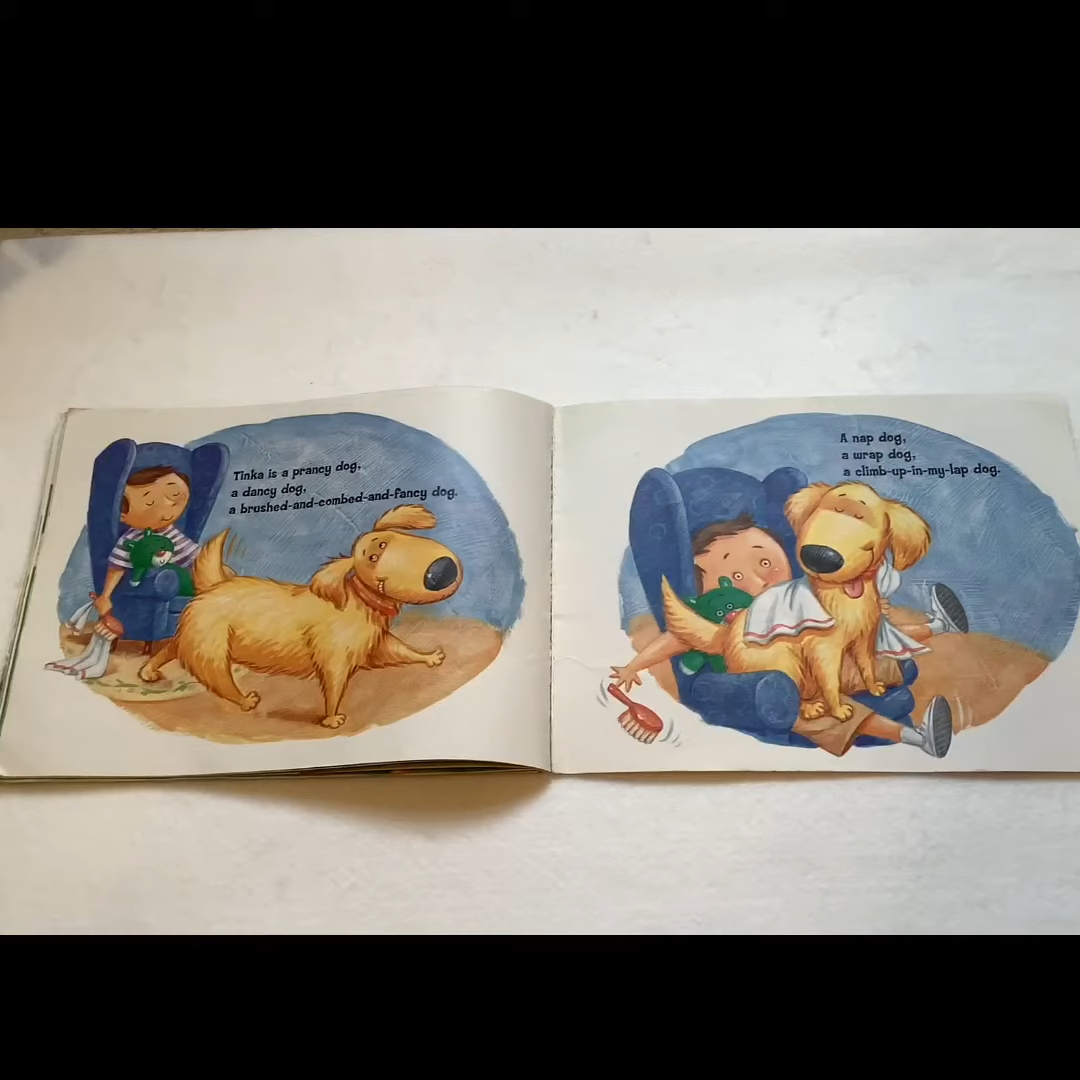 Tinka is a prancy dog,
a dancy dog,
a brushed-and-combed-and-fancy dog.
A nap dog,
a wrap dog,
a climb-up-in-my-lap dog.